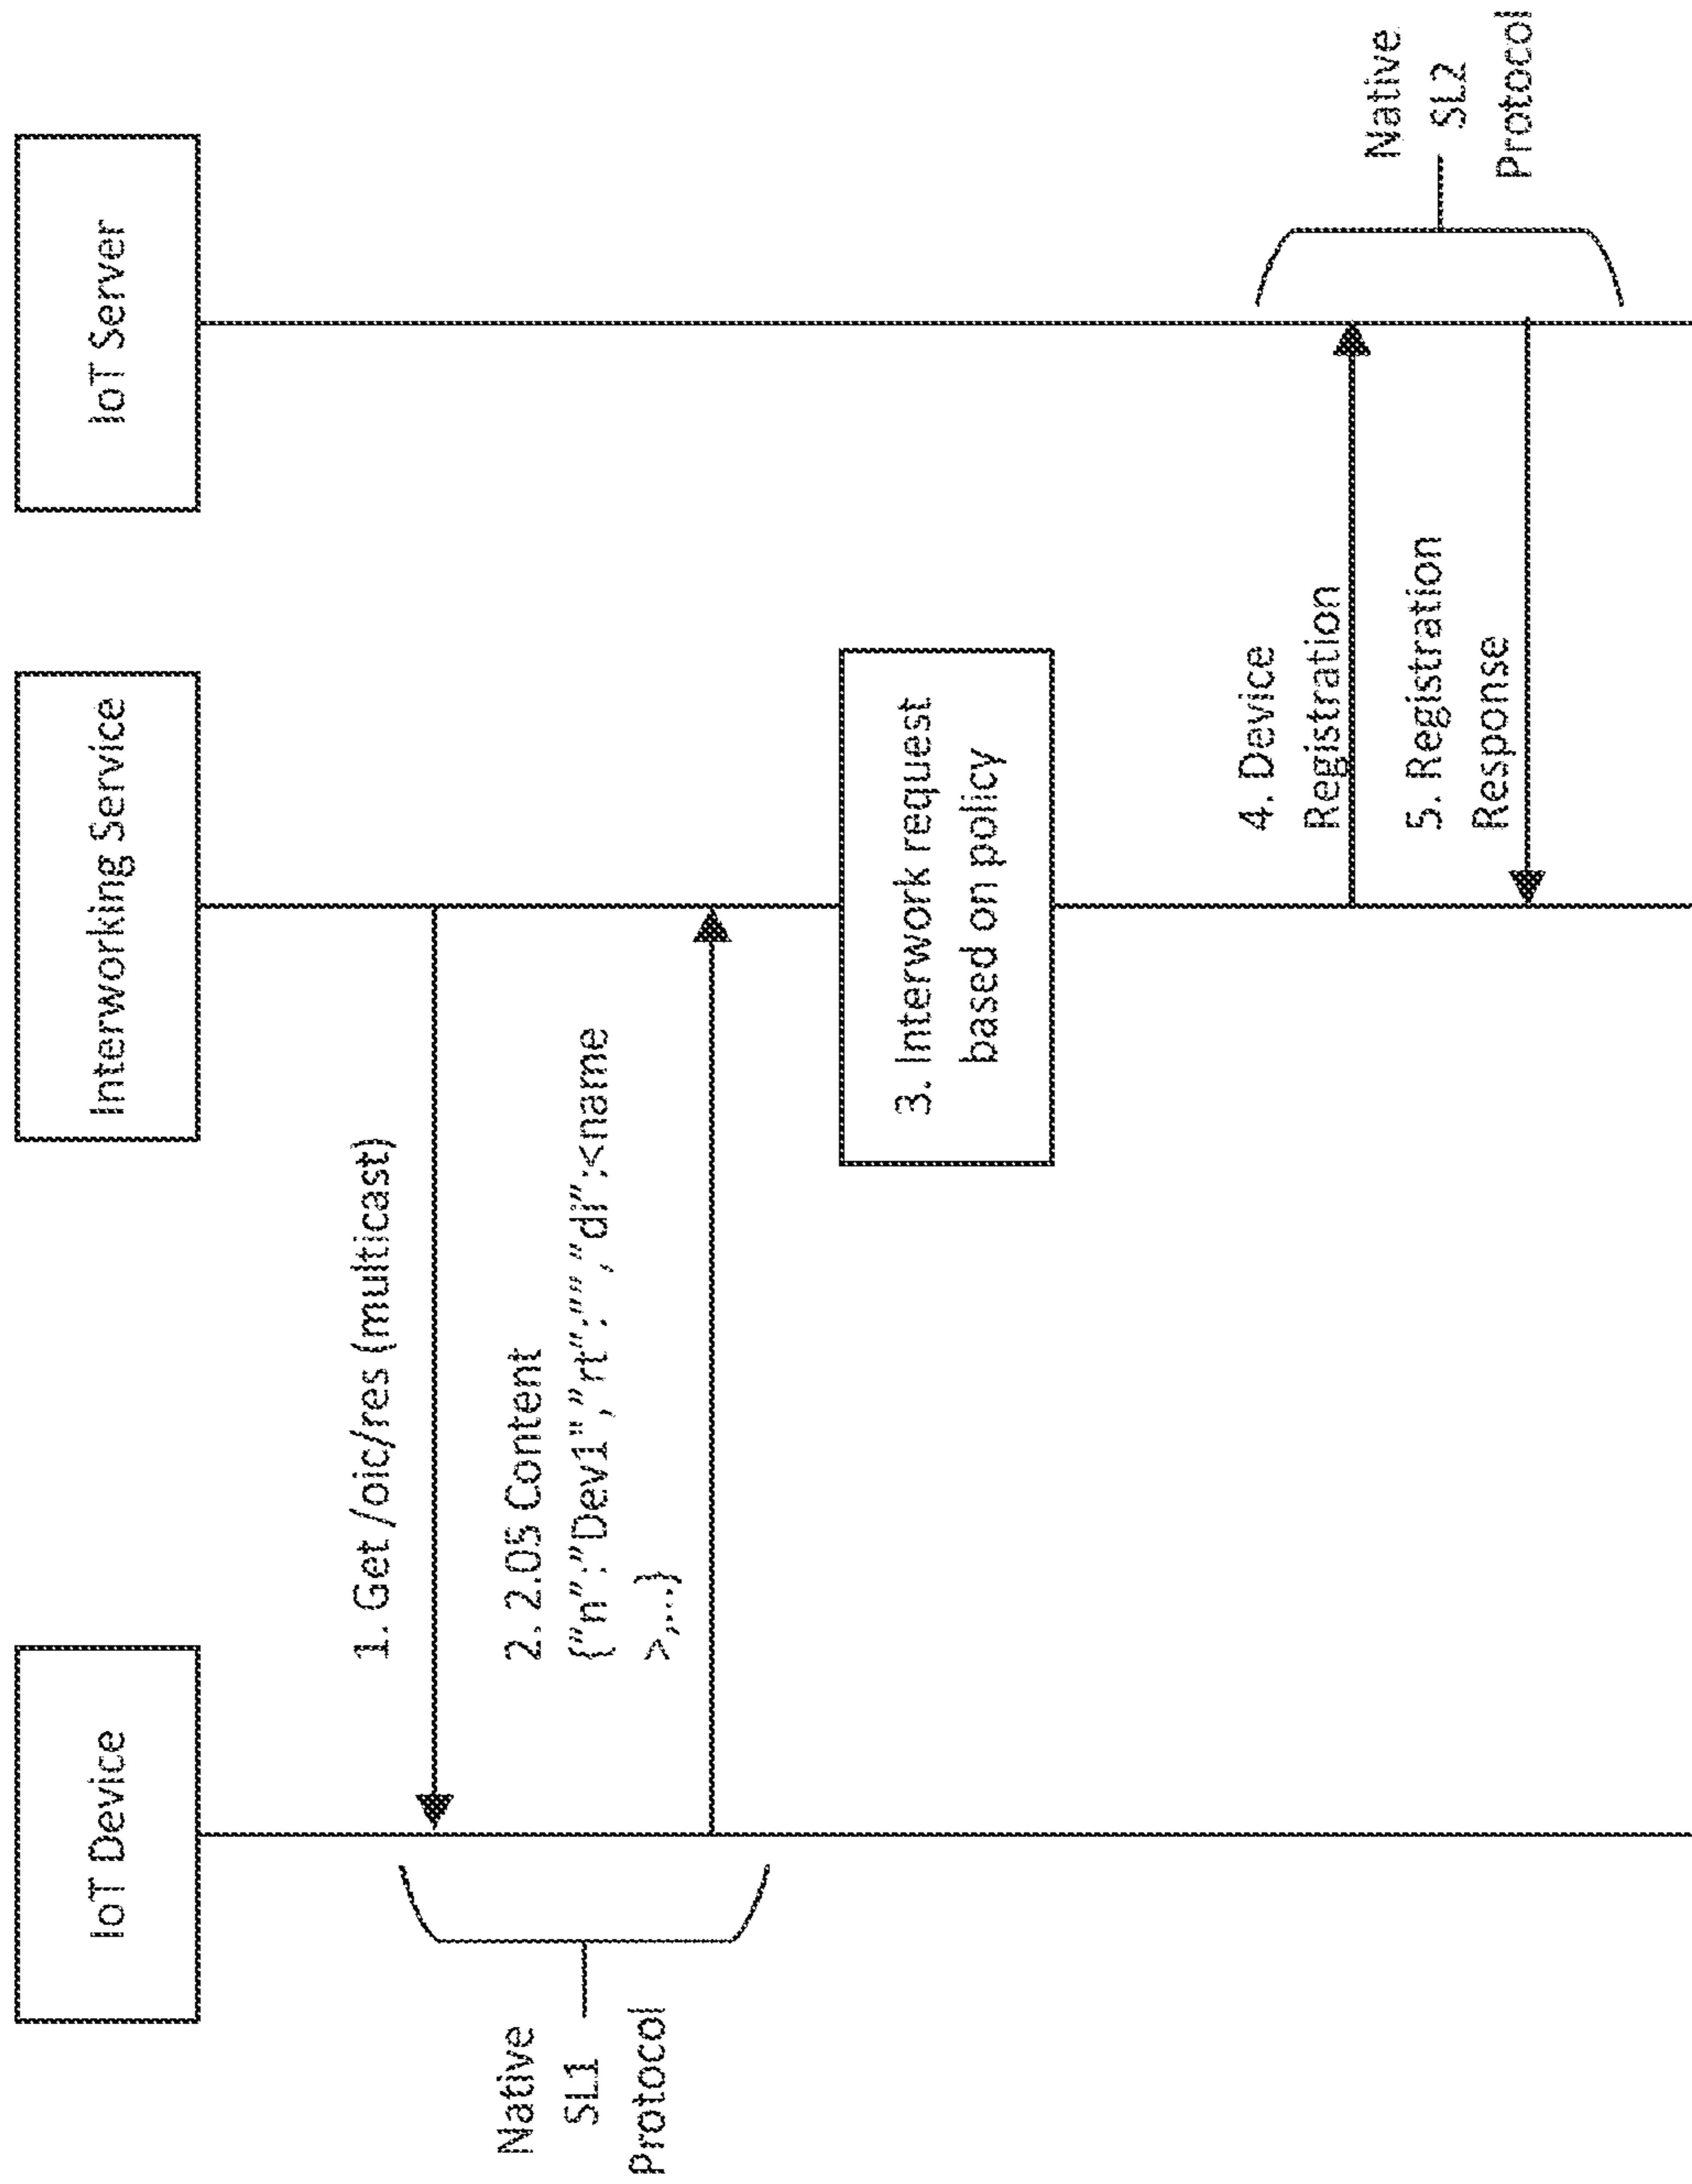 IoT Device
Interworking Service
IoT Server
1. Get /oic/res (multicast)
2. 2.05 Content
{"n":"Dev1","rt":"","di":<name
>,...}
Native
SL1
Protocol
3. Interwork request
based on policy
4. Device
Registration
5. Registration
Response
Native
SL2
Protocol